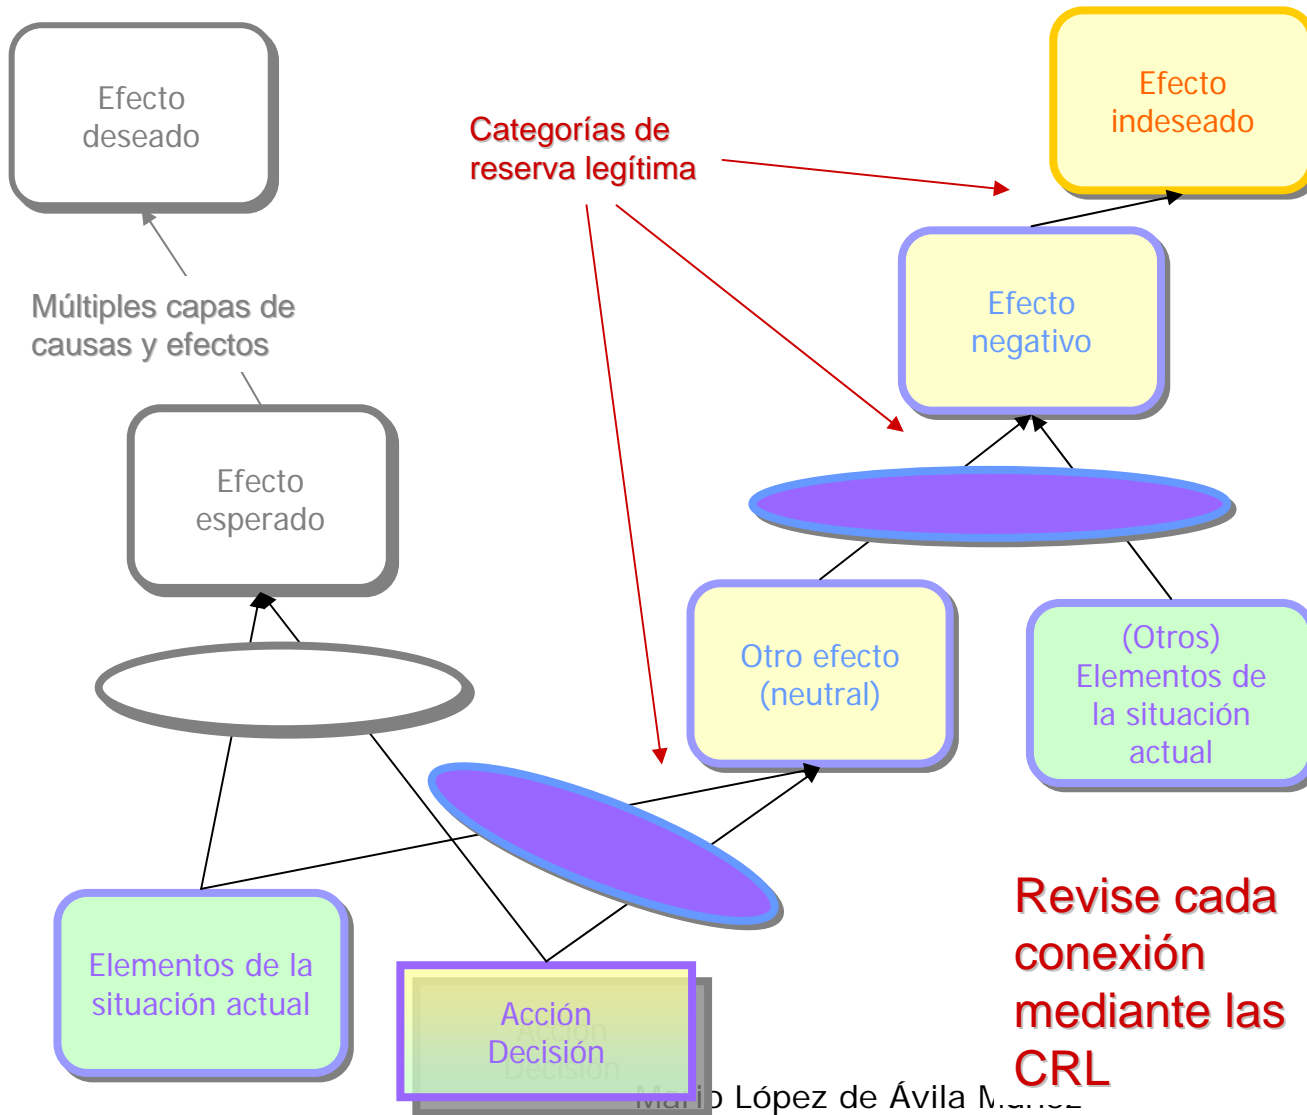 Efecto
deseado
Efecto
indeseado
Categorías de
reserva legítima
Múltiples capas de
causas y efectos
Efecto
negativo
Efecto
esperado
Otro efecto
(neutral)
(Otros)
Elementos de
la situación
actual
Elementos de la
situación actual
Acción
Decisión
Revise cada
conexión
mediante las
CRL
Mario López de Ávila